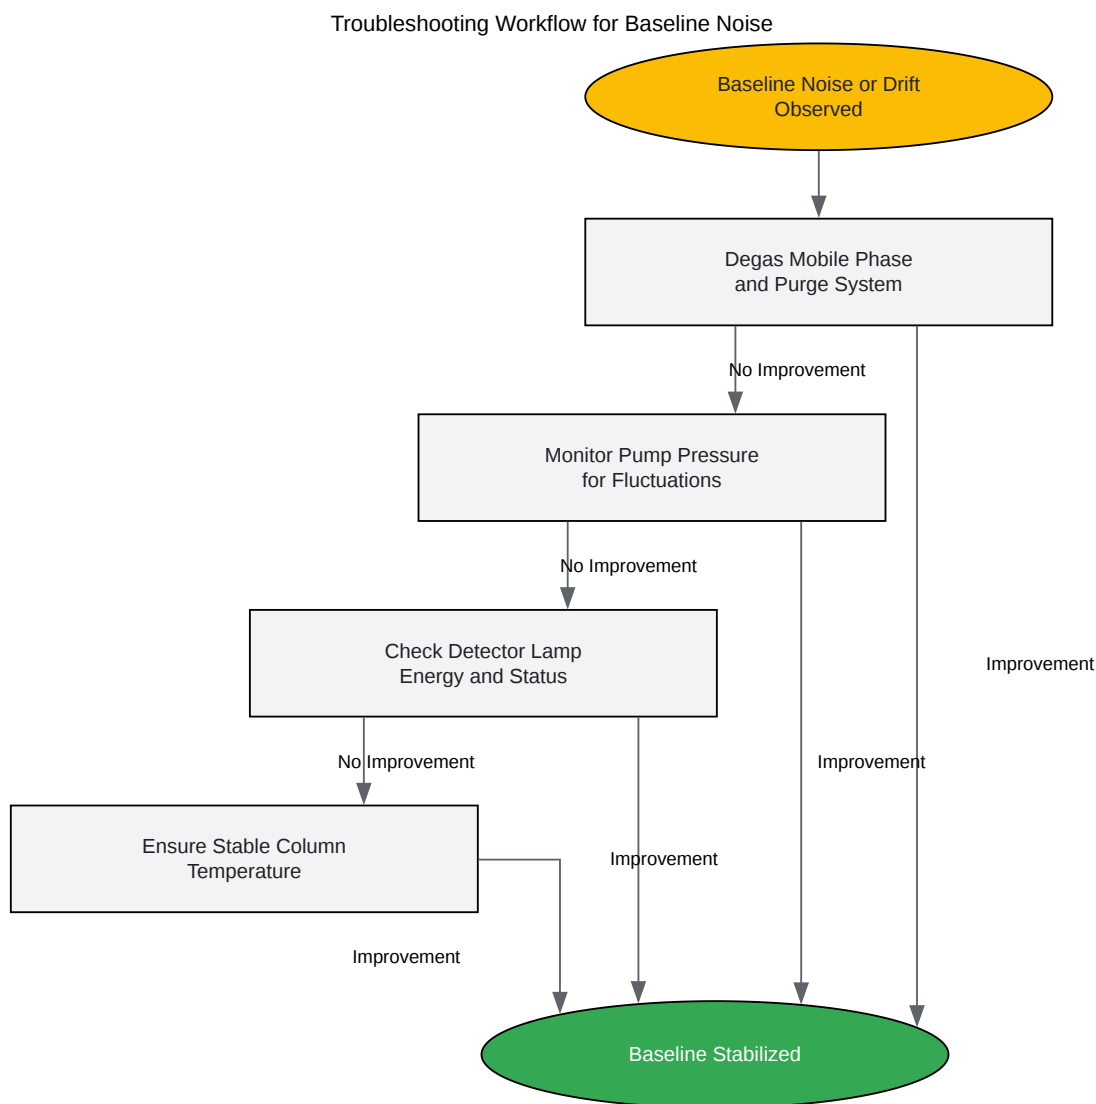 Troubleshooting Workflow for Baseline Noise
Baseline Noise or Drift
Observed
Degas Mobile Phase
and Purge System
No Improvement
Monitor Pump Pressure
for Fluctuations
No Improvement
Check Detector Lamp
Energy and Status
Improvement
No Improvement
Improvement
Ensure Stable Column
Temperature
Improvement
Improvement
Baseline Stabilized